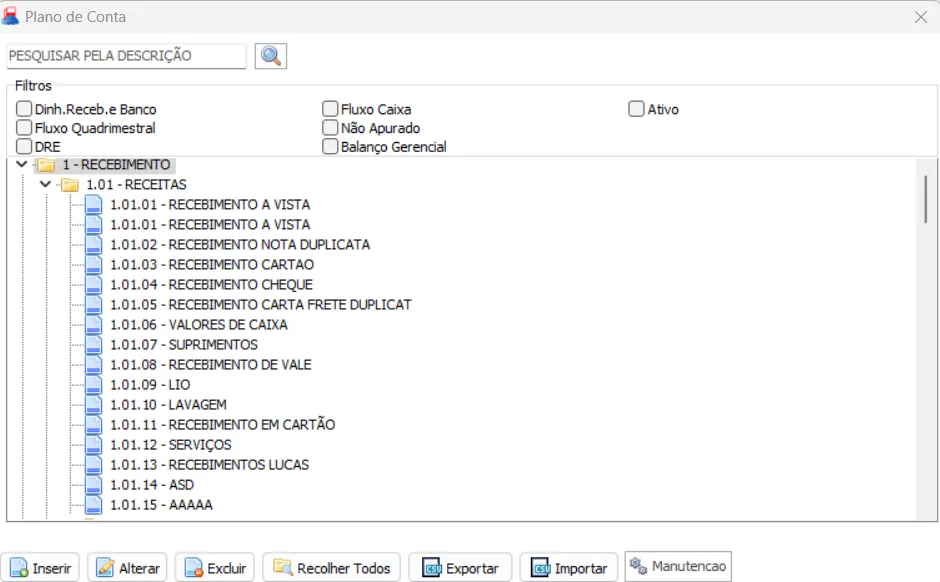 Plano de Conta
PESQUISAR PELA DESCRIÇÃO
Filtros
Dinh.Receb.e Banco
Fluxo Caixa
Ativo
Fluxo Quadrimestral
Não Apurado
DRE
Balanço Gerencial
1 - RECEBIMENTO
1.01 - RECEITAS
1.01.01 - RECEBIMENTO A VISTA
1.01.01 - RECEBIMENTO A VISTA
1.01.02 - RECEBIMENTO NOTA DUPLICATA
1.01.03 - RECEBIMENTO CARTAO
1.01.04 - RECEBIMENTO CHEQUE
1.01.05 - RECEBIMENTO CARTA FRETE DUPLICAT
1.01.06 - VALORES DE CAIXA
1.01.07 - SUPRIMENTOS
1.01.08 - RECEBIMENTO DE VALE
1.01.09 - LIO
1.01.10 - LAVAGEM
1.01.11 - RECEBIMENTO EM CARTÃO
1.01.12 - SERVIÇOS
1.01.13 - RECEBIMENTOS LUCAS
1.01.14 - ASD
1.01.15 - AAAAA
Inserir
Alterar
Excluir
Recolher Todos
CSV Exportar
CSV Importar
Manutencao